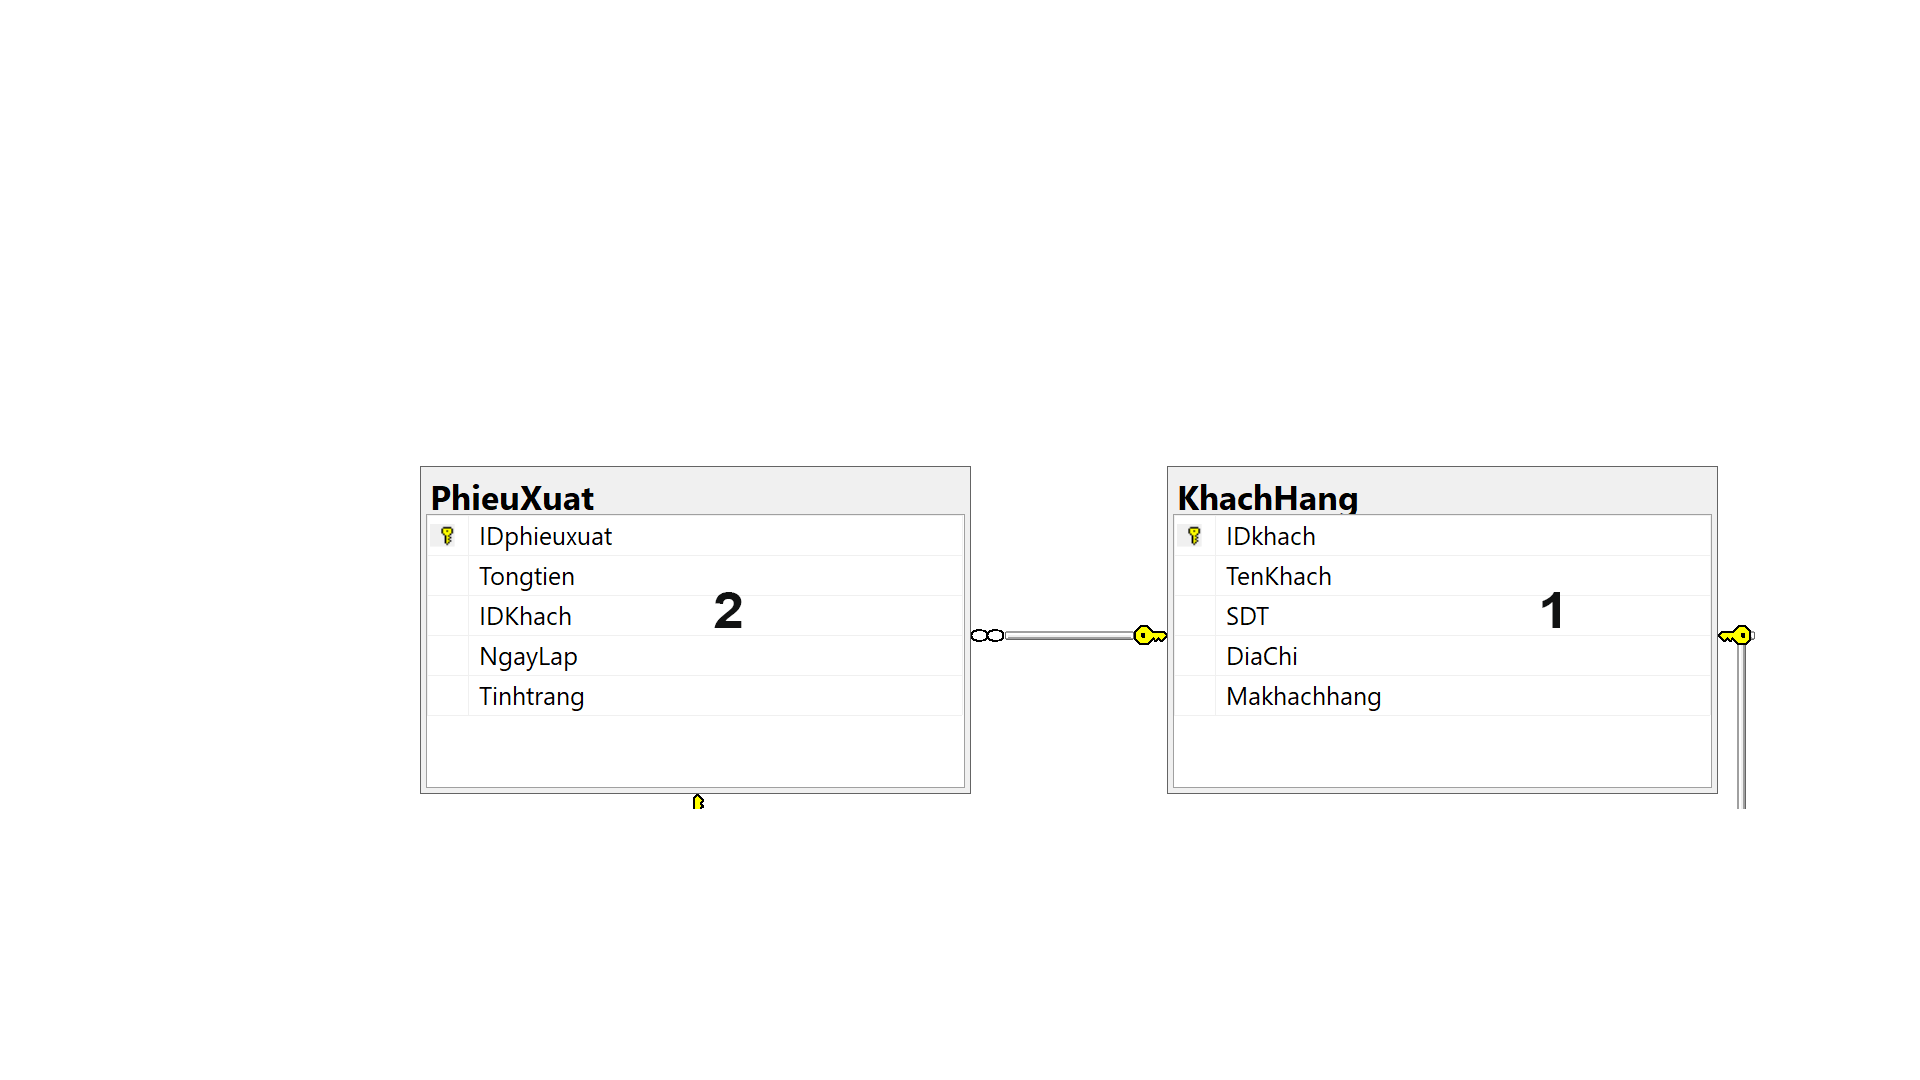 PhieuXuat
IDphieuxuat
Tongtien
IDKhach
NgayLap
Tinhtrang
2
KhachHang
IDkhach
TenKhach
SDT
DiaChi
Makhachhang
1